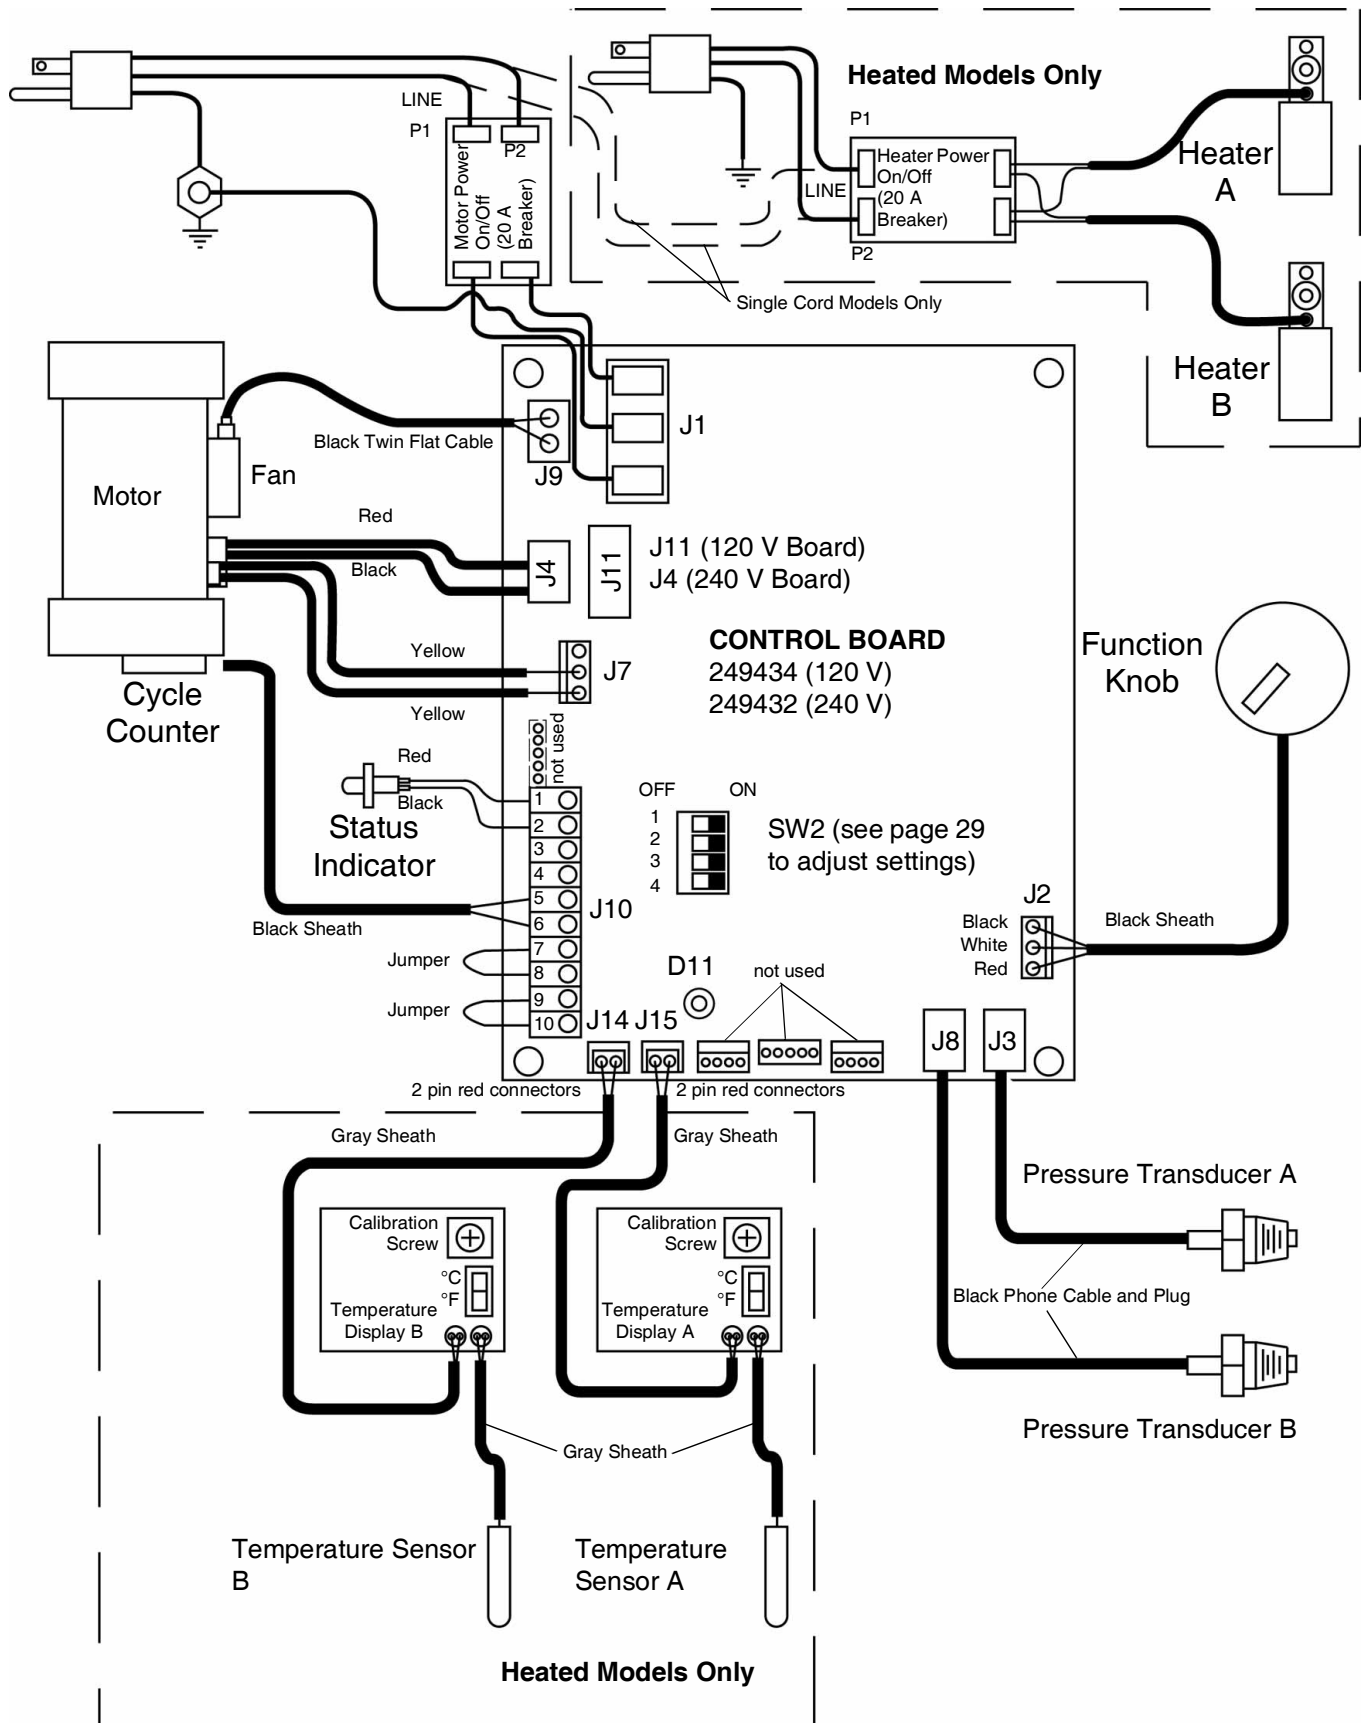 Heated Models Only
LINE
P1
P2
Motor Power
On/Off
(20 A
Breaker)
P1
Heater Power
On/Off
(20 A
Breaker)
LINE
P2
Heater
A
Single Cord Models Only
Heater
B
Black Twin Flat Cable
J9
J1
Fan
Motor
Red
Black
J4
J11
J11 (120 V Board)
J4 (240 V Board)
CONTROL BOARD
249434 (120 V)
249432 (240 V)
Function
Knob
Yellow
J7
Yellow
Cycle
Counter
not used
Red
Black
Status
Indicator
1
2
3
4
5
6
7
8
9
10
J10
OFF
ON
1
2
3
4
SW2 (see page 29
to adjust settings)
Black Sheath
Jumper
Jumper
J2
Black
White
Red
Black Sheath
D11
not used
J14
J15
J8
J3
2 pin red connectors
2 pin red connectors
Gray Sheath
Gray Sheath
Calibration
Screw
°C
°F
Temperature
Display B
Calibration
Screw
°C
°F
Temperature
Display A
Pressure Transducer A
Black Phone Cable and Plug
Pressure Transducer B
Gray Sheath
Temperature Sensor
B
Temperature
Sensor A
Heated Models Only